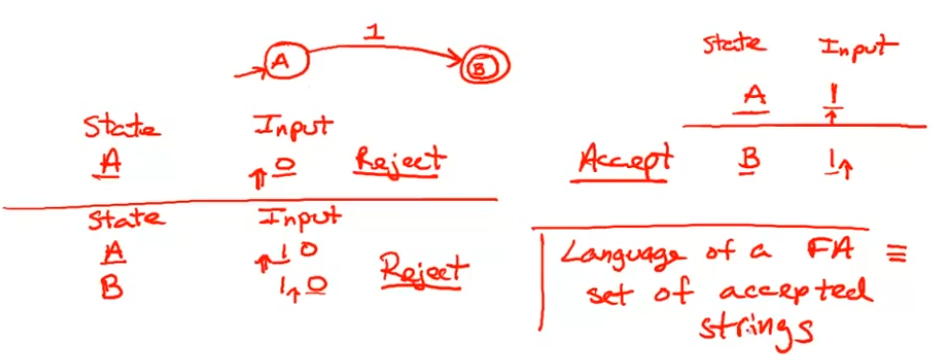 1
A
B
State Input
A 0 Reject
State Input
A 1 0
B 1 0 Reject
State Input
A 1
Accept B 1
Language of a FA ≡
set of accepted
strings